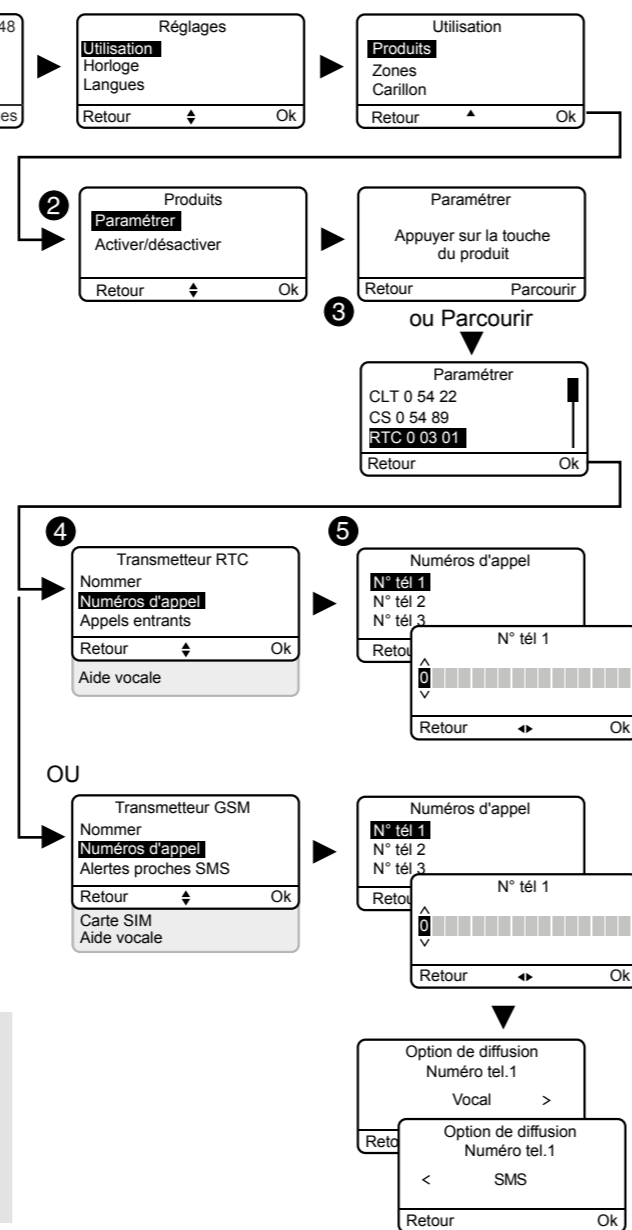 48
es
Réglages
Utilisation
Horloge
Langues
Retour Ok
Utilisation
Produits
Zones
Carillon
Retour Ok
2
Produits
Paramétrer
Activer/désactiver
Retour Ok
Paramétrer
Appuyer sur la touche
du produit
Retour Parcourir
3
ou Parcourir
Paramétrer
CLT 0 54 22
CS 0 54 89
RTC 0 03 01
Retour Ok
4
Transmetteur RTC
Nommer
Numéros d'appel
Appels entrants
Retour Ok
Aide vocale
5
Numéros d'appel
N° tél 1
N° tél 2
N° tél 3
Retou
N° tél 1
0
Retour Ok
OU
Transmetteur GSM
Nommer
Numéros d'appel
Alertes proches SMS
Retour Ok
Carte SIM
Aide vocale
Numéros d'appel
N° tél 1
N° tél 2
N° tél 3
Retou
N° tél 1
0
Retour Ok
Option de diffusion
Numéro tel.1
Vocal >
Reto
Option de diffusion
Numéro tel.1
< SMS
Retour Ok